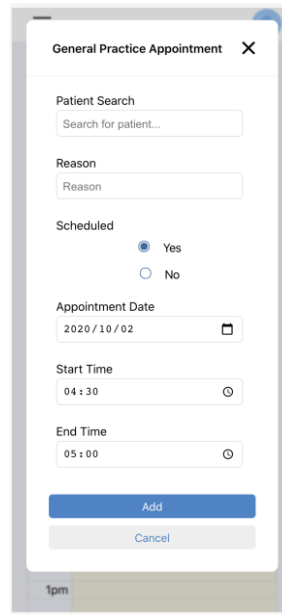 General Practice Appointment
Patient Search
Search for patient...
Reason
Reason
Scheduled
Yes
No
Appointment Date
2020/10/02
Start Time
04:30
End Time
05:00
Add
Cancel
1pm